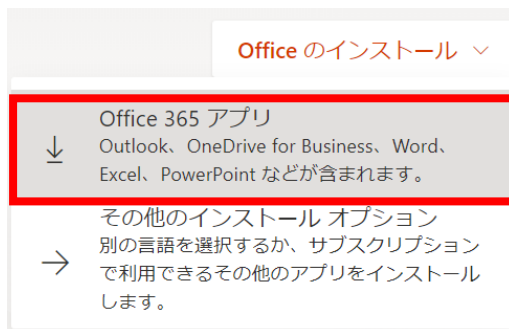 Office のインストール
Office 365 アプリ
Outlook、OneDrive for Business、Word、
Excel、PowerPoint などが含まれます。
その他のインストール オプション
別の言語を選択するか、サブスクリプション
で利用できるその他のアプリをインストール
します。